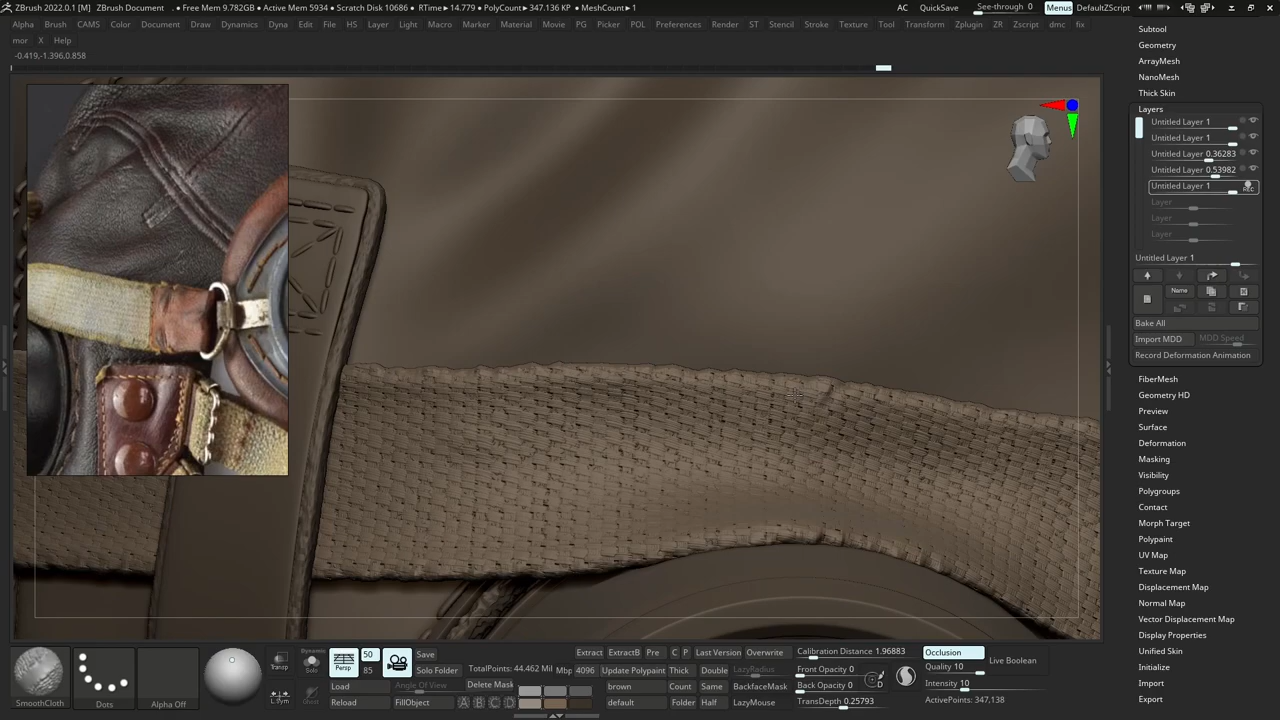 ZBrush 2022.0.1 [M] ZBrush Document . ● Free Mem 9.782GB ● Active Mem 5934 ● Scratch Disk 10686 ● RTime▸14.779 ● PolyCount▸347.136 KP ● MeshCount▸1 AC QuickSave See-through 0 Menus DefaultZScript
Alpha Brush CAMS Color Document Draw Dyna Edit File HS Layer Light Macro Marker Material Movie PG Picker POL Preferences Render ST Stencil Stroke Texture Tool Transform Zplugin ZR Zscript dmc fix
mor X Help
-0.419,-1.396,0.858
Subtool
Geometry
ArrayMesh
NanoMesh
Thick Skin
Layers
Untitled Layer 1
Untitled Layer 1
Untitled Layer 0.36283
Untitled Layer 0.53982
Untitled Layer 1 REC
Layer
Layer
Layer
Untitled Layer 1
Name
Bake All
Import MDD MDD Speed
Record Deformation Animation
FiberMesh
Geometry HD
Preview
Surface
Deformation
Masking
Visibility
Polygroups
Contact
Morph Target
Polypaint
UV Map
Texture Map
Displacement Map
Normal Map
Vector Displacement Map
Display Properties
Unified Skin
Initialize
Import
Export
SmoothCloth
Dots
Alpha Off
Transp
L.Sym
Dynamic
Solo
Ghost
Persp
50
85
Save
Solo Folder
Load Angle Of View
Reload FillObject
TotalPoints: 44.462 Mil
Delete Mask
A B C D
Mbp 4096
Extract ExtractB Pre C P Last Version Overwrite
Update Polypaint Thick Double LazyRadius
brown Count Same BackfaceMask
default Folder Half LazyMouse
Calibration Distance 1.96883
Front Opacity 0
Back Opacity 0
TransDepth 0.25793
Occlusion
Quality 10
Intensity 10
Live Boolean
ActivePoints: 347,138